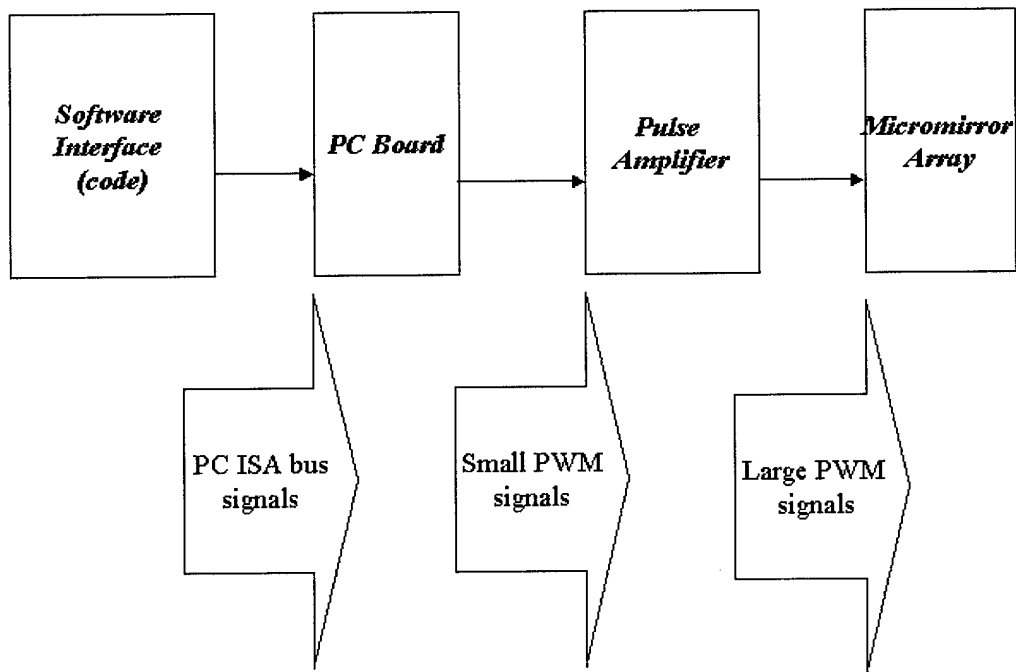 Software
Interface
(code)
PC Board
Pulse
Amplifier
Micromirror
Array
PC ISA bus
signals
Small PWM
signals
Large PWM
signals